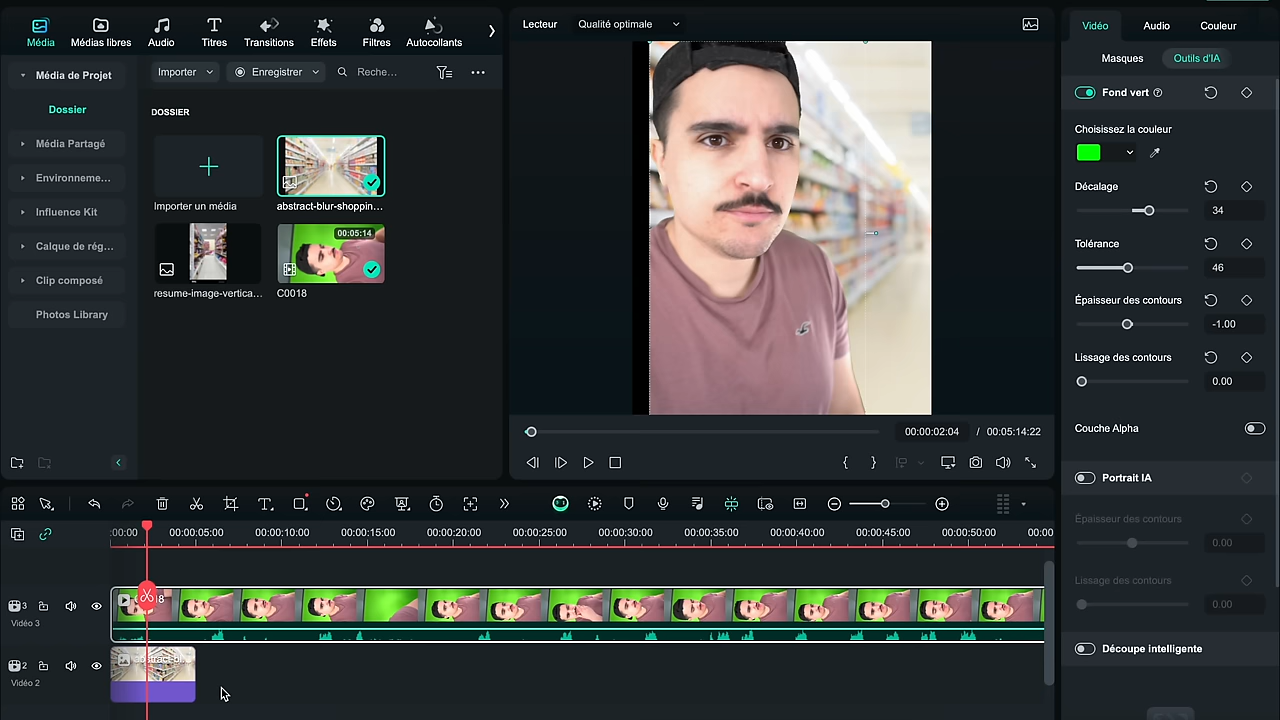 Média
Médias libres
Audio
Titres
Transitions
Effets
Filtres
Autocollants
Lecteur
Qualité optimale
Vidéo
Audio
Couleur
Masques
Outils d'IA
Média de Projet
Importer
Enregistrer
Reche...
Fond vert
Dossier
DOSSIER
Choisissez la couleur
Média Partagé
Environneme...
Influence Kit
Calque de rég...
Clip composé
Photos Library
Importer un média
abstract-blur-shoppin...
00:05:14
resume-image-vertica...
C0018
Décalage
34
Tolérance
46
Épaisseur des contours
-1.00
Lissage des contours
0.00
Couche Alpha
Portrait IA
Épaisseur des contours
0.00
Lissage des contours
0.00
Découpe intelligente
00:00:02:04 / 00:05:14:22
:00:00
00:00:05:00
00:00:10:00
00:00:15:00
00:00:20:00
00:00:25:00
00:00:30:00
00:00:35:00
00:00:40:00
00:00:45:00
00:00:50:00
00:00
3
Vidéo 3
2
Vidéo 2